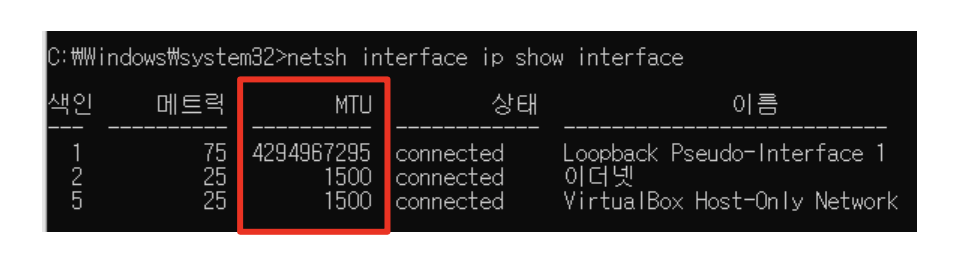 C:₩Windows₩system32>netsh interface ip show interface
색인 메트릭 MTU 상태 이름
--- ---------- ---------- ------------ ---------------------------
1 75 4294967295 connected Loopback Pseudo-Interface 1
2 25 1500 connected 이더넷
5 25 1500 connected VirtualBox Host-Only Network